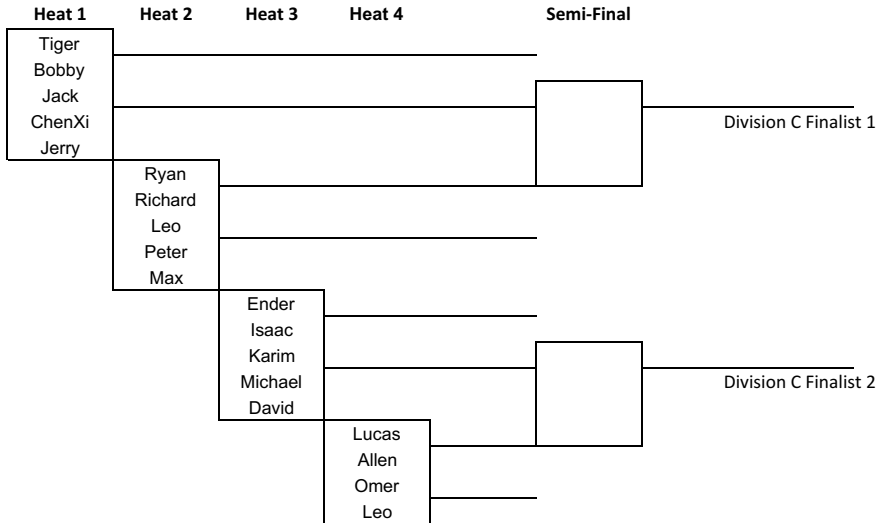 Heat 1 Heat 2 Heat 3 Heat 4 Semi-Final
Tiger
Bobby
Jack
ChenXi
Division C Finalist 1
Jerry
Ryan
Richard
Leo
Peter
Max
Ender
Isaac
Karim
Michael
Division C Finalist 2
David
Lucas
Allen
Omer
Leo